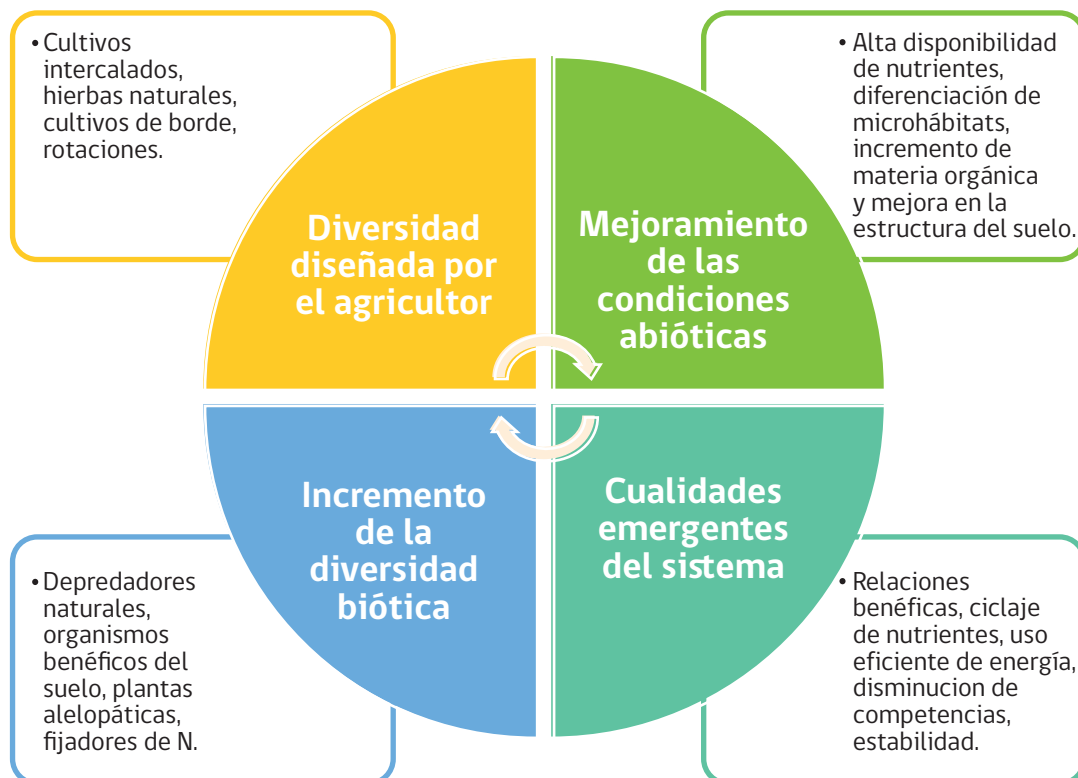 • Cultivos
intercalados,
hierbas naturales,
cultivos de borde,
rotaciones.
• Alta disponibilidad
de nutrientes,
diferenciación de
microhábitats,
incremento de
materia orgánica
y mejora en la
estructura del suelo.
Diversidad
diseñada por
el agricultor
Mejoramiento
de las
condiciones
abióticas
Incremento
de la
diversidad
biótica
Cualidades
emergentes
del sistema
• Depredadores
naturales,
organismos
benéficos del
suelo, plantas
alelopáticas,
fijadores de N.
• Relaciones
benéficas, ciclaje
de nutrientes, uso
eficiente de energía,
disminucion de
competencias,
estabilidad.